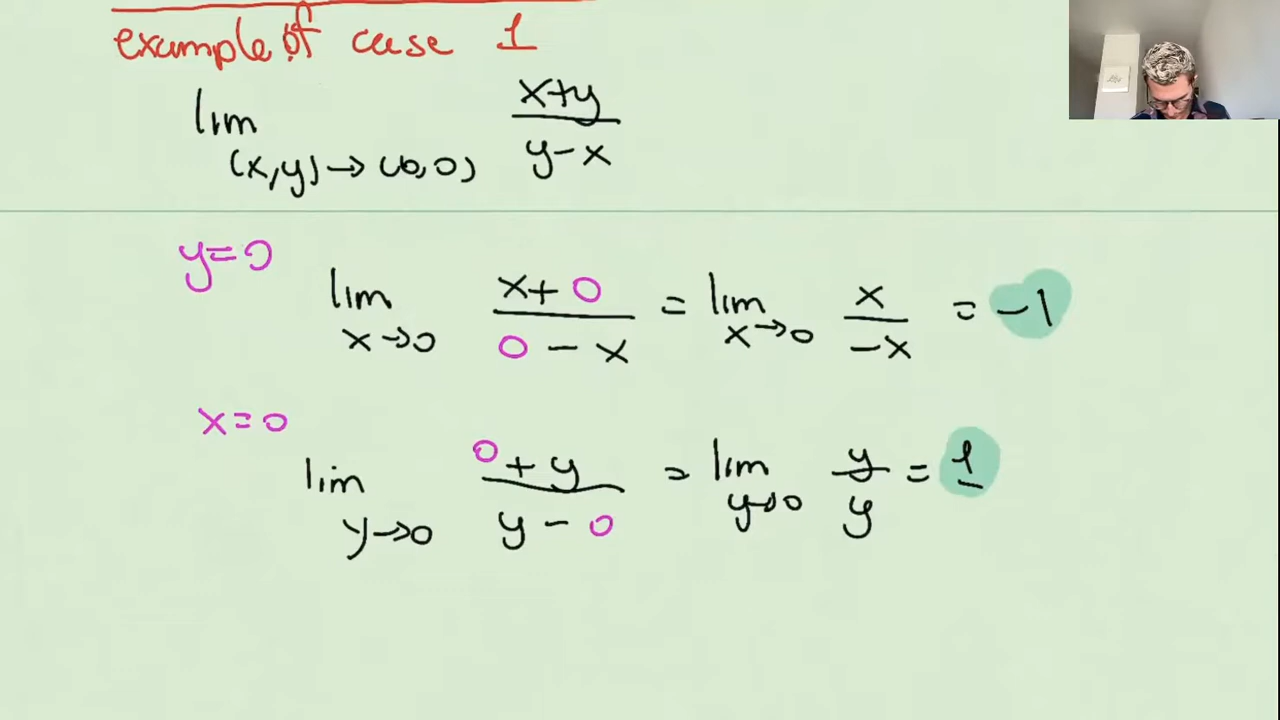 example of case 1
lim (x,y)→(0,0) x+y / y-x
y=0
lim x→0 x+0 / 0-x = lim x→0 x / -x = -1
x=0
lim y→0 0+y / y-0 = lim y→0 y / y = 1